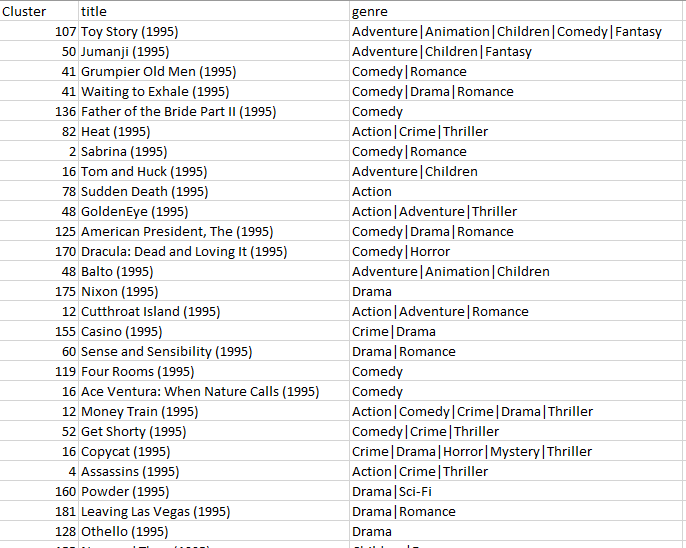 Cluster title genre
107 Toy Story (1995) Adventure|Animation|Children|Comedy|Fantasy
50 Jumanji (1995) Adventure|Children|Fantasy
41 Grumpier Old Men (1995) Comedy|Romance
41 Waiting to Exhale (1995) Comedy|Drama|Romance
136 Father of the Bride Part II (1995) Comedy
82 Heat (1995) Action|Crime|Thriller
2 Sabrina (1995) Comedy|Romance
16 Tom and Huck (1995) Adventure|Children
78 Sudden Death (1995) Action
48 GoldenEye (1995) Action|Adventure|Thriller
125 American President, The (1995) Comedy|Drama|Romance
170 Dracula: Dead and Loving It (1995) Comedy|Horror
48 Balto (1995) Adventure|Animation|Children
175 Nixon (1995) Drama
12 Cutthroat Island (1995) Action|Adventure|Romance
155 Casino (1995) Crime|Drama
60 Sense and Sensibility (1995) Drama|Romance
119 Four Rooms (1995) Comedy
16 Ace Ventura: When Nature Calls (1995) Comedy
12 Money Train (1995) Action|Comedy|Crime|Drama|Thriller
52 Get Shorty (1995) Comedy|Crime|Thriller
16 Copycat (1995) Crime|Drama|Horror|Mystery|Thriller
4 Assassins (1995) Action|Crime|Thriller
160 Powder (1995) Drama|Sci-Fi
181 Leaving Las Vegas (1995) Drama|Romance
128 Othello (1995) Drama